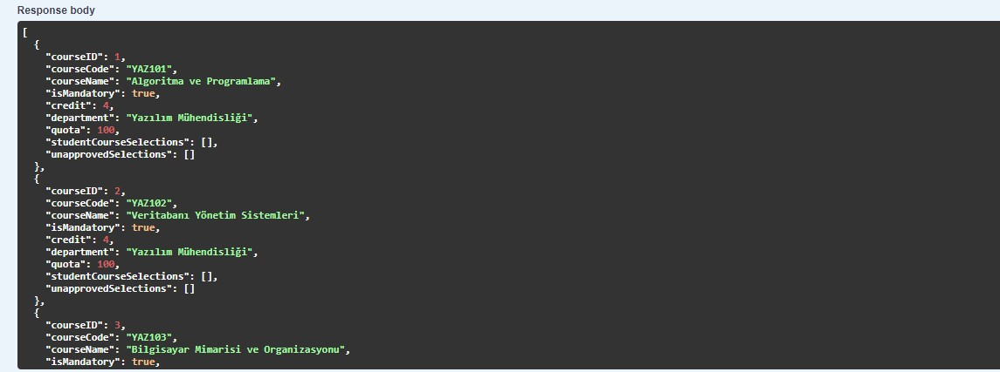 Response body
[
  {
    "courseID": 1,
    "courseCode": "YAZ101",
    "courseName": "Algoritma ve Programlama",
    "isMandatory": true,
    "credit": 4,
    "department": "Yazılım Mühendisliği",
    "quota": 100,
    "studentCourseSelections": [],
    "unapprovedSelections": []
  },
  {
    "courseID": 2,
    "courseCode": "YAZ102",
    "courseName": "Veritabanı Yönetim Sistemleri",
    "isMandatory": true,
    "credit": 4,
    "department": "Yazılım Mühendisliği",
    "quota": 100,
    "studentCourseSelections": [],
    "unapprovedSelections": []
  },
  {
    "courseID": 3,
    "courseCode": "YAZ103",
    "courseName": "Bilgisayar Mimarisi ve Organizasyonu",
    "isMandatory": true,